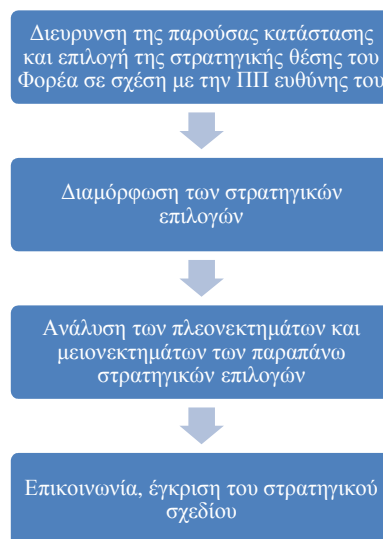 Διευρυνση της παρούσας κατάστασης
και επιλογή της στρατηγικής θέσης του
Φορέα σε σχέση με την ΠΠ ευθύνης του
Διαμόρφωση των στρατηγικών
επιλογών
Ανάλυση των πλεονεκτημάτων και
μειονεκτημάτων των παραπάνω
στρατηγικών επιλογών
Επικοινωνία, έγκριση του στρατηγικού
σχεδίου